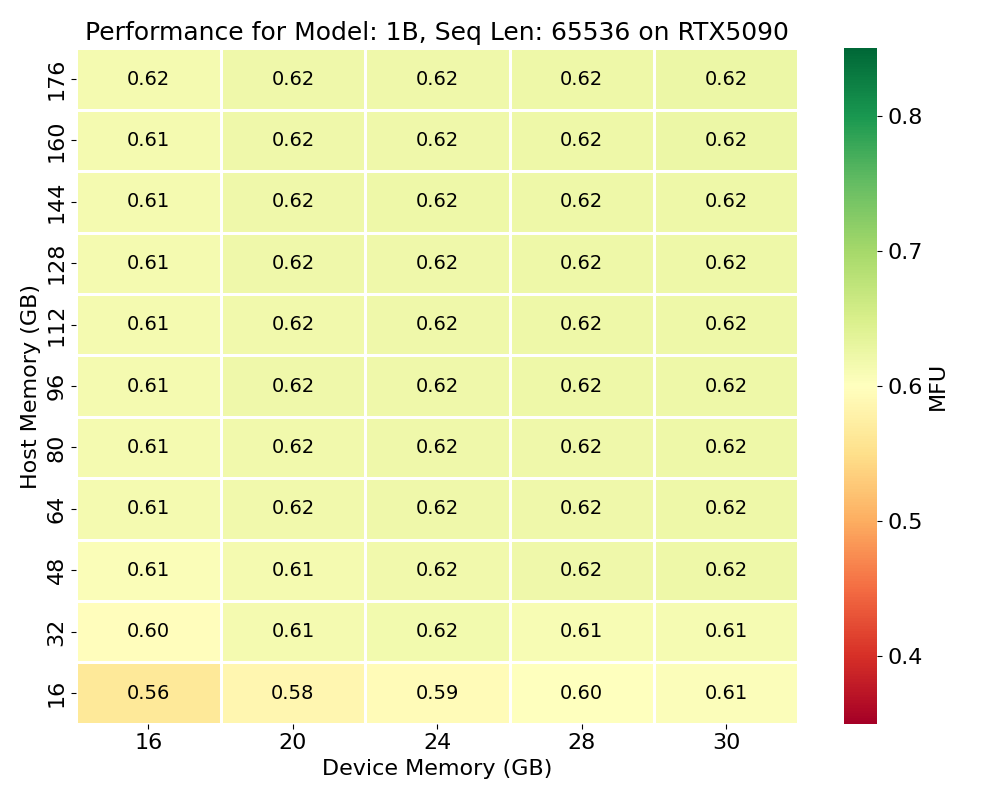 Performance for Model: 1B, Seq Len: 65536 on RTX5090
176 0.62 0.62 0.62 0.62 0.62
160 0.61 0.62 0.62 0.62 0.62
144 0.61 0.62 0.62 0.62 0.62
128 0.61 0.62 0.62 0.62 0.62
112 0.61 0.62 0.62 0.62 0.62
96 0.61 0.62 0.62 0.62 0.62
80 0.61 0.62 0.62 0.62 0.62
64 0.61 0.62 0.62 0.62 0.62
48 0.61 0.61 0.62 0.62 0.62
32 0.60 0.61 0.62 0.61 0.61
16 0.56 0.58 0.59 0.60 0.61
16 20 24 28 30
Device Memory (GB)
Host Memory (GB)
0.8
0.7
0.6
0.5
0.4
MFU